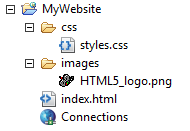 MyWebsite
css
styles.css
images
HTML5_logo.png
index.html
Connections